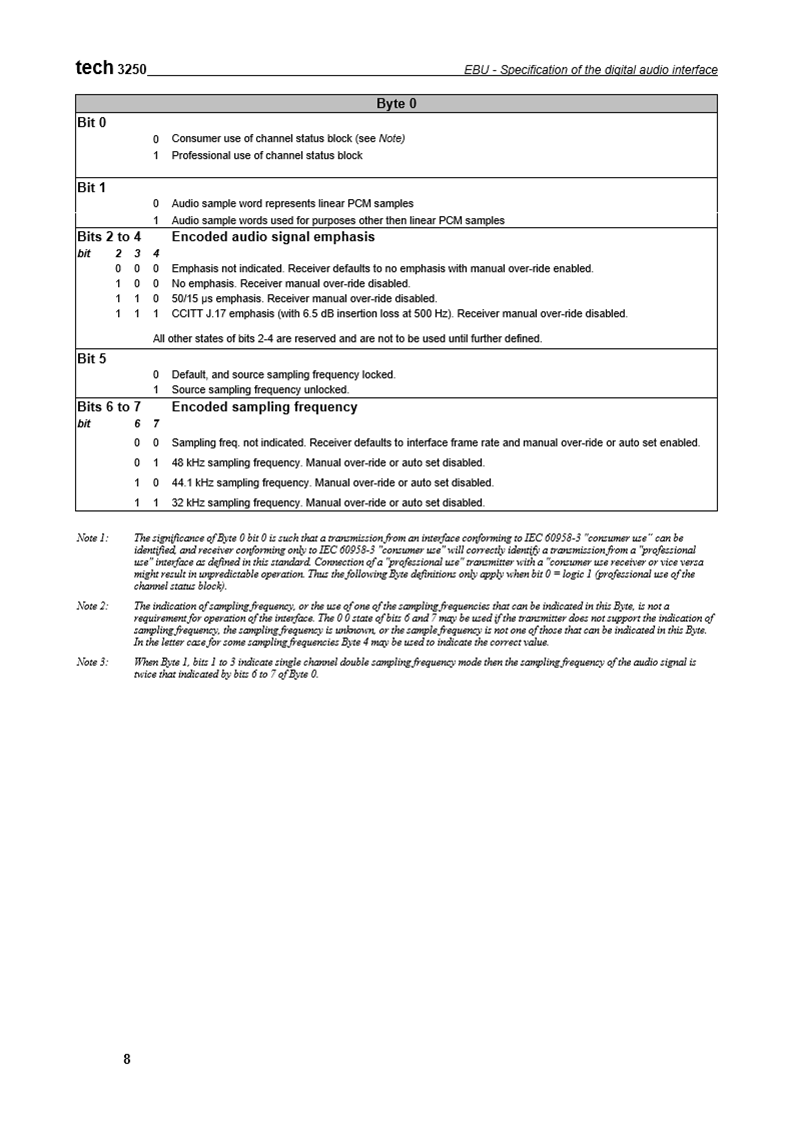 tech 3250 EBU - Specification of the digital audio interface
Byte 0
Bit 0
0 Consumer use of channel status block (see Note)
1 Professional use of channel status block
Bit 1
0 Audio sample word represents linear PCM samples
1 Audio sample words used for purposes other then linear PCM samples
Bits 2 to 4 Encoded audio signal emphasis
bit 2 3 4
0 0 0 Emphasis not indicated. Receiver defaults to no emphasis with manual over-ride enabled.
1 0 0 No emphasis. Receiver manual over-ride disabled.
1 1 0 50/15 µs emphasis. Receiver manual over-ride disabled.
1 1 1 CCITT J.17 emphasis (with 6.5 dB insertion loss at 500 Hz). Receiver manual over-ride disabled.
All other states of bits 2-4 are reserved and are not to be used until further defined.
Bit 5
0 Default, and source sampling frequency locked.
1 Source sampling frequency unlocked.
Bits 6 to 7 Encoded sampling frequency
bit 6 7
0 0 Sampling freq. not indicated. Receiver defaults to interface frame rate and manual over-ride or auto set enabled.
0 1 48 kHz sampling frequency. Manual over-ride or auto set disabled.
1 0 44.1 kHz sampling frequency. Manual over-ride or auto set disabled.
1 1 32 kHz sampling frequency. Manual over-ride or auto set disabled.
Note 1: The significance of Byte 0 bit 0 is such that a transmission from an interface conforming to IEC 60958-3 "consumer use" can be
identified, and receiver conforming only to IEC 60958-3 "consumer use" will correctly identify a transmission from a "professional
use" interface as defined in this standard. Connection of a "professional use" transmitter with a "consumer use receiver or vice versa
might result in unpredictable operation. Thus the following Byte definitions only apply when bit 0 = logic 1 (professional use of the
channel status block).
Note 2: The indication of sampling frequency, or the use of one of the sampling frequencies that can be indicated in this Byte, is not a
requirement for operation of the interface. The 0 0 state of bits 6 and 7 may be used if the transmitter does not support the indication of
sampling frequency, the sampling frequency is unknown, or the sample frequency is not one of those that can be indicated in this Byte.
In the letter case for some sampling frequencies Byte 4 may be used to indicate the correct value.
Note 3: When Byte 1, bits 1 to 3 indicate single channel double sampling frequency mode then the sampling frequency of the audio signal is
twice that indicated by bits 6 to 7 of Byte 0.
8